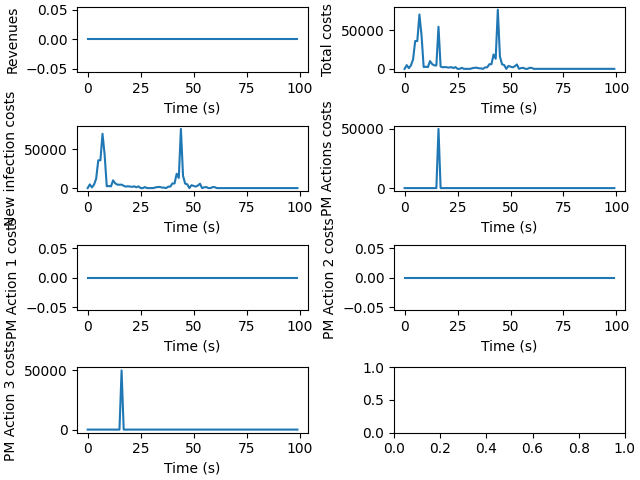 Revenues
0.05
0.00
−0.05
0 25 50 75 100
Time (s)
Total costs
50000
0
0 25 50 75 100
Time (s)
New infection costs
50000
0
0 25 50 75 100
Time (s)
PM Actions costs
50000
0
0 25 50 75 100
Time (s)
PM Action 1 costs
0.05
0.00
−0.05
0 25 50 75 100
Time (s)
PM Action 2 costs
0.05
0.00
−0.05
0 25 50 75 100
Time (s)
PM Action 3 costs
50000
0
0 25 50 75 100
Time (s)
1.0
0.5
0.0
0.0 0.2 0.4 0.6 0.8 1.0